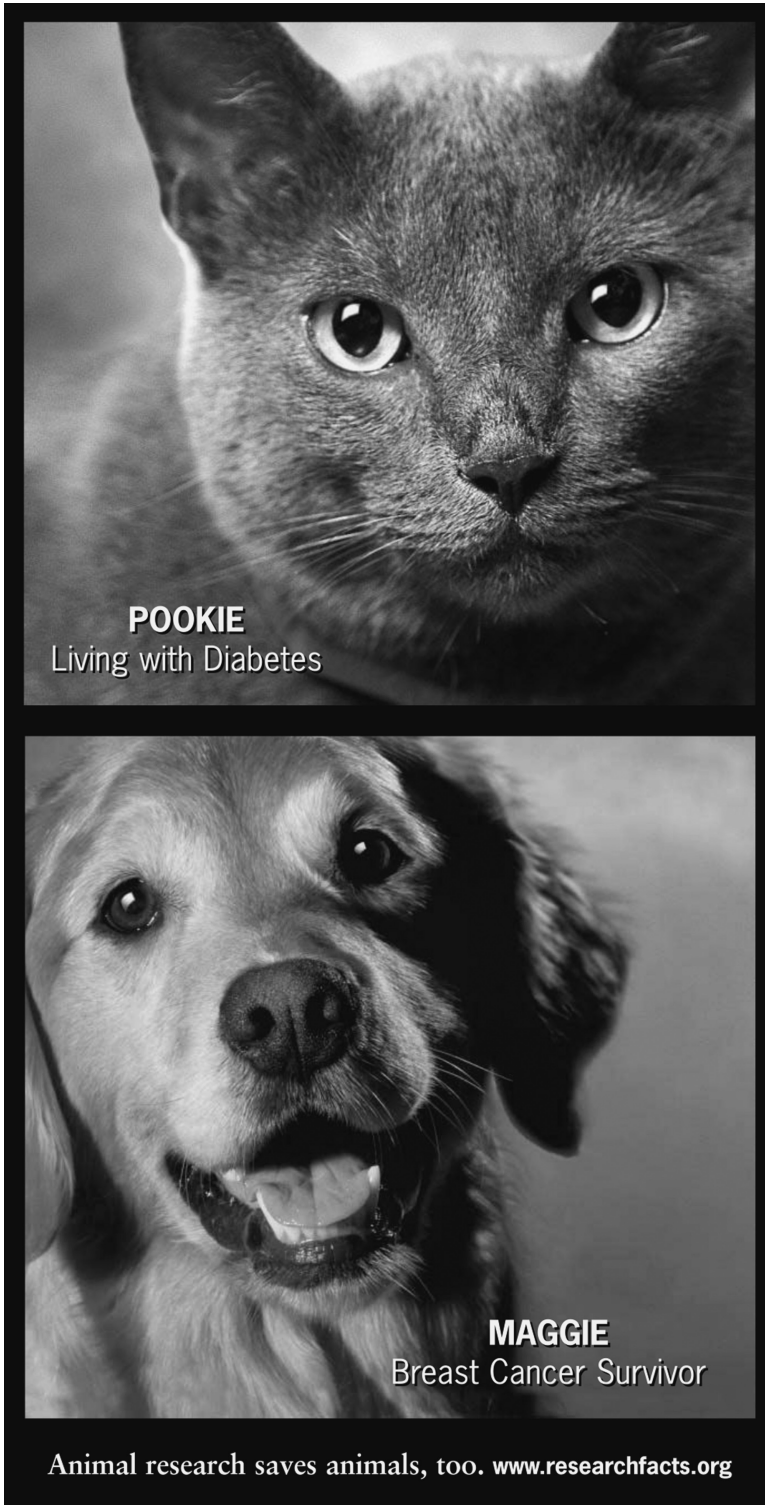 POOKIE
Living with Diabetes
MAGGIE
Breast Cancer Survivor
Animal research saves animals, too. www.researchfacts.org